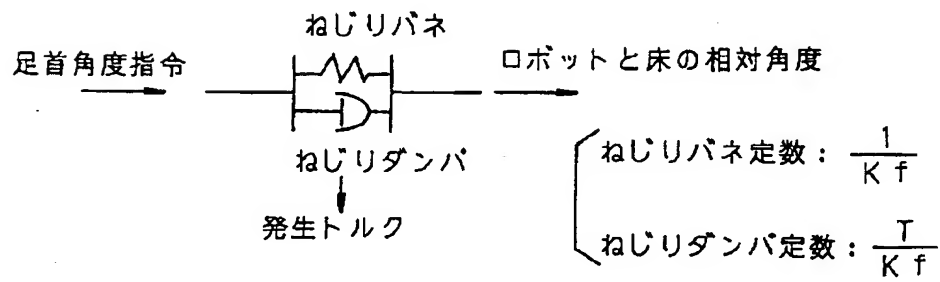 ねじりバネ
足首角度指令
ロボットと床の相対角度
ねじりダンパ
発生トルク
ねじりバネ定数： 1/Kf
ねじりダンパ定数：T/Kf